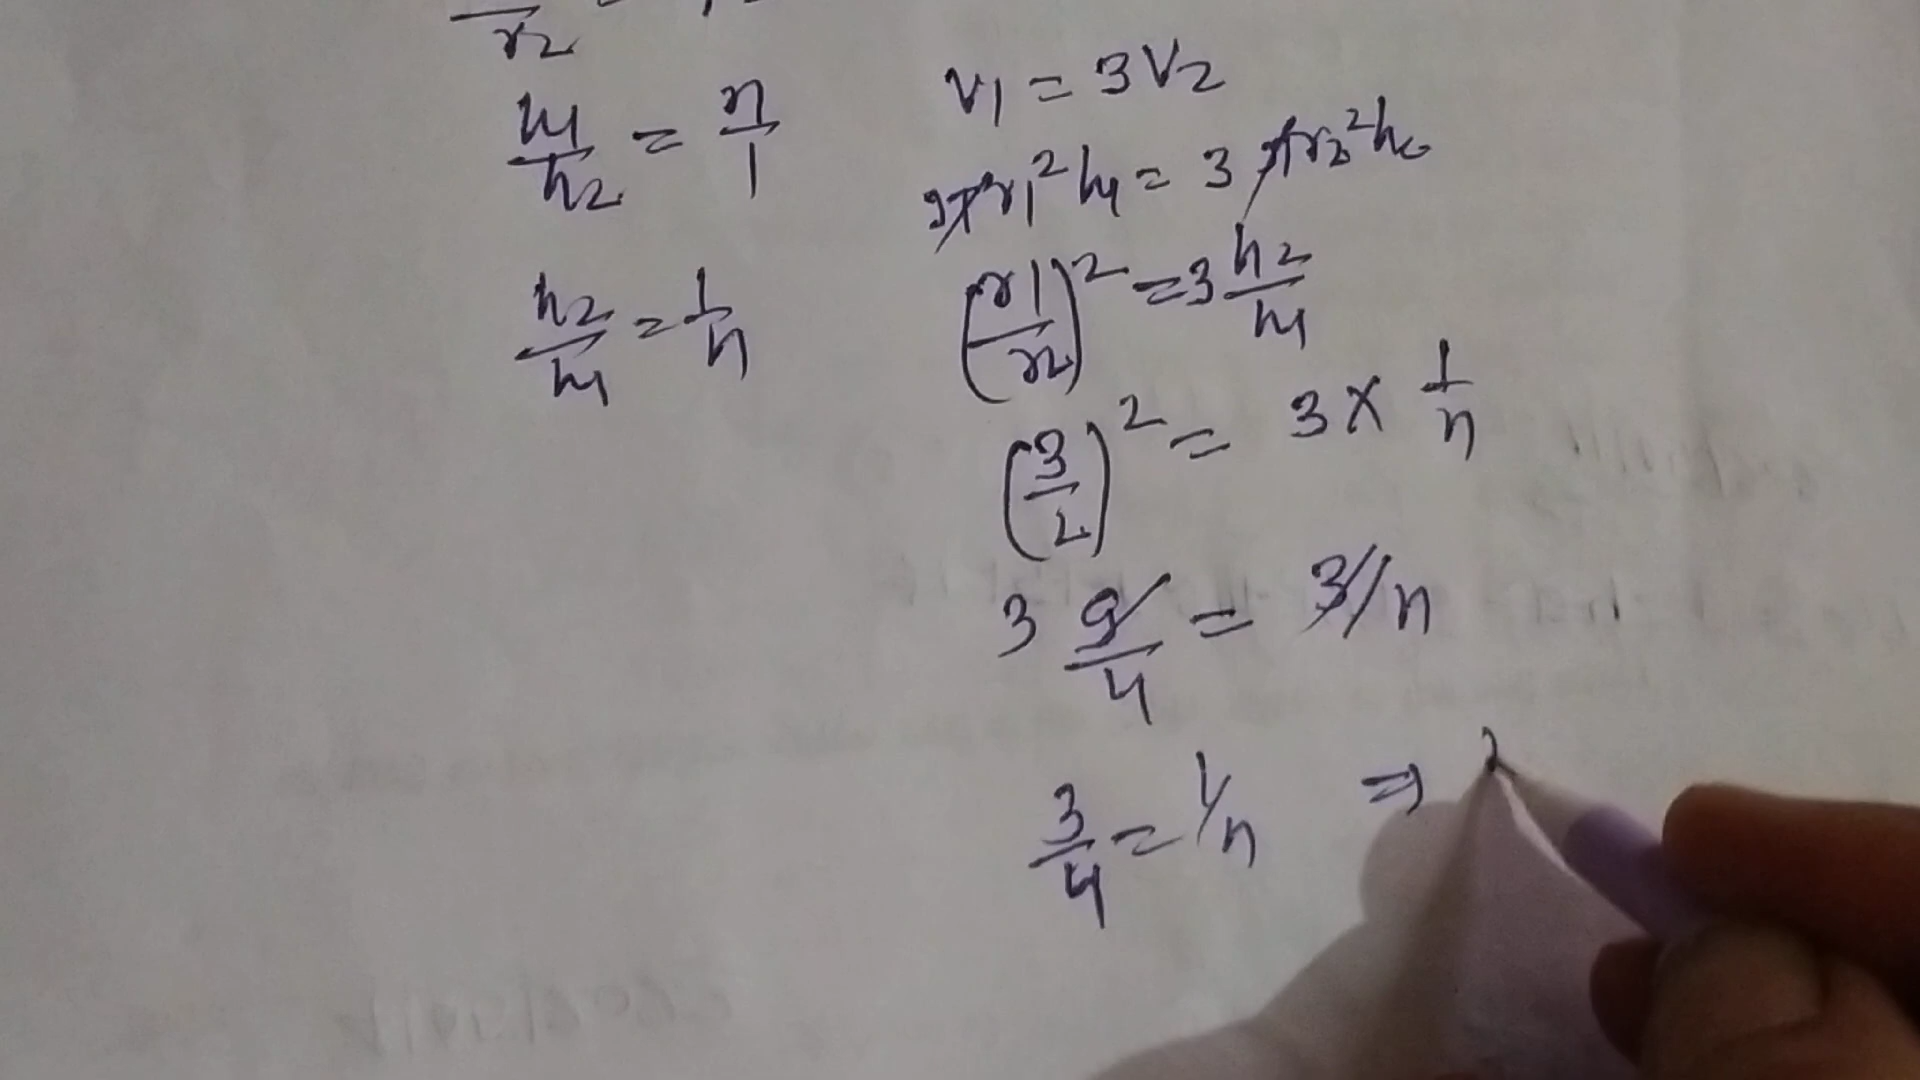 r2
h1/h2 = n/1
h2/h1 = 1/n
V1 = 3V2
πr1²h1 = 3πr2²h2
(r1/r2)² = 3 h2/h1
(3/2)² = 3 × 1/n
3 9/4 = 3/n
3/4 = 1/n ⇒